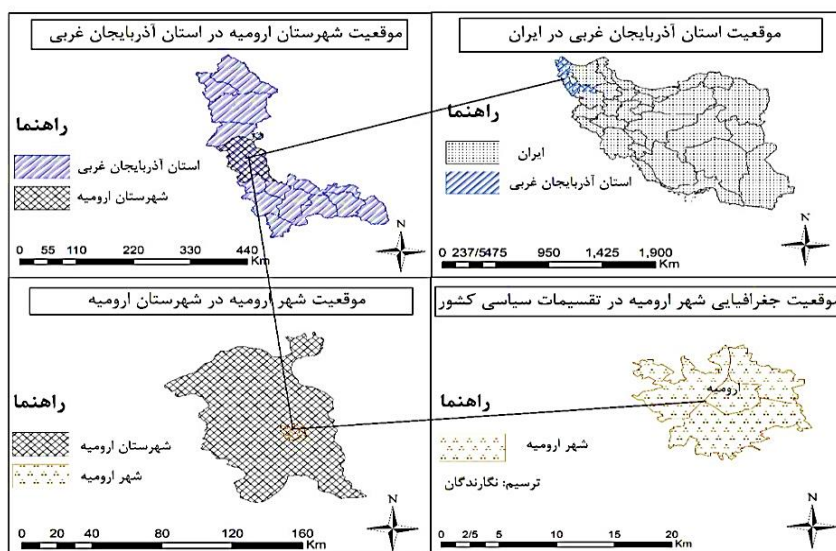 موقعیت استان آذربایجان غربی در ایران
راهنما
ایران
استان آذربایجان غربی
N
0 237/5475 950 1,425 1,900
Km
موقعیت شهرستان ارومیه در استان آذربایجان غربی
راهنما
استان آذربایجان غربی
شهرستان ارومیه
N
0 55 110 220 330 440
Km
موقعیت جغرافیایی شهر ارومیه در تقسیمات سیاسی کشور
ارومیه
راهنما
شهر ارومیه
ترسیم: نگارندگان
N
0 2/5 5 10 15 20
Km
موقعیت شهر ارومیه در شهرستان ارومیه
راهنما
شهرستان ارومیه
شهر ارومیه
N
0 20 40 80 120 160
Km